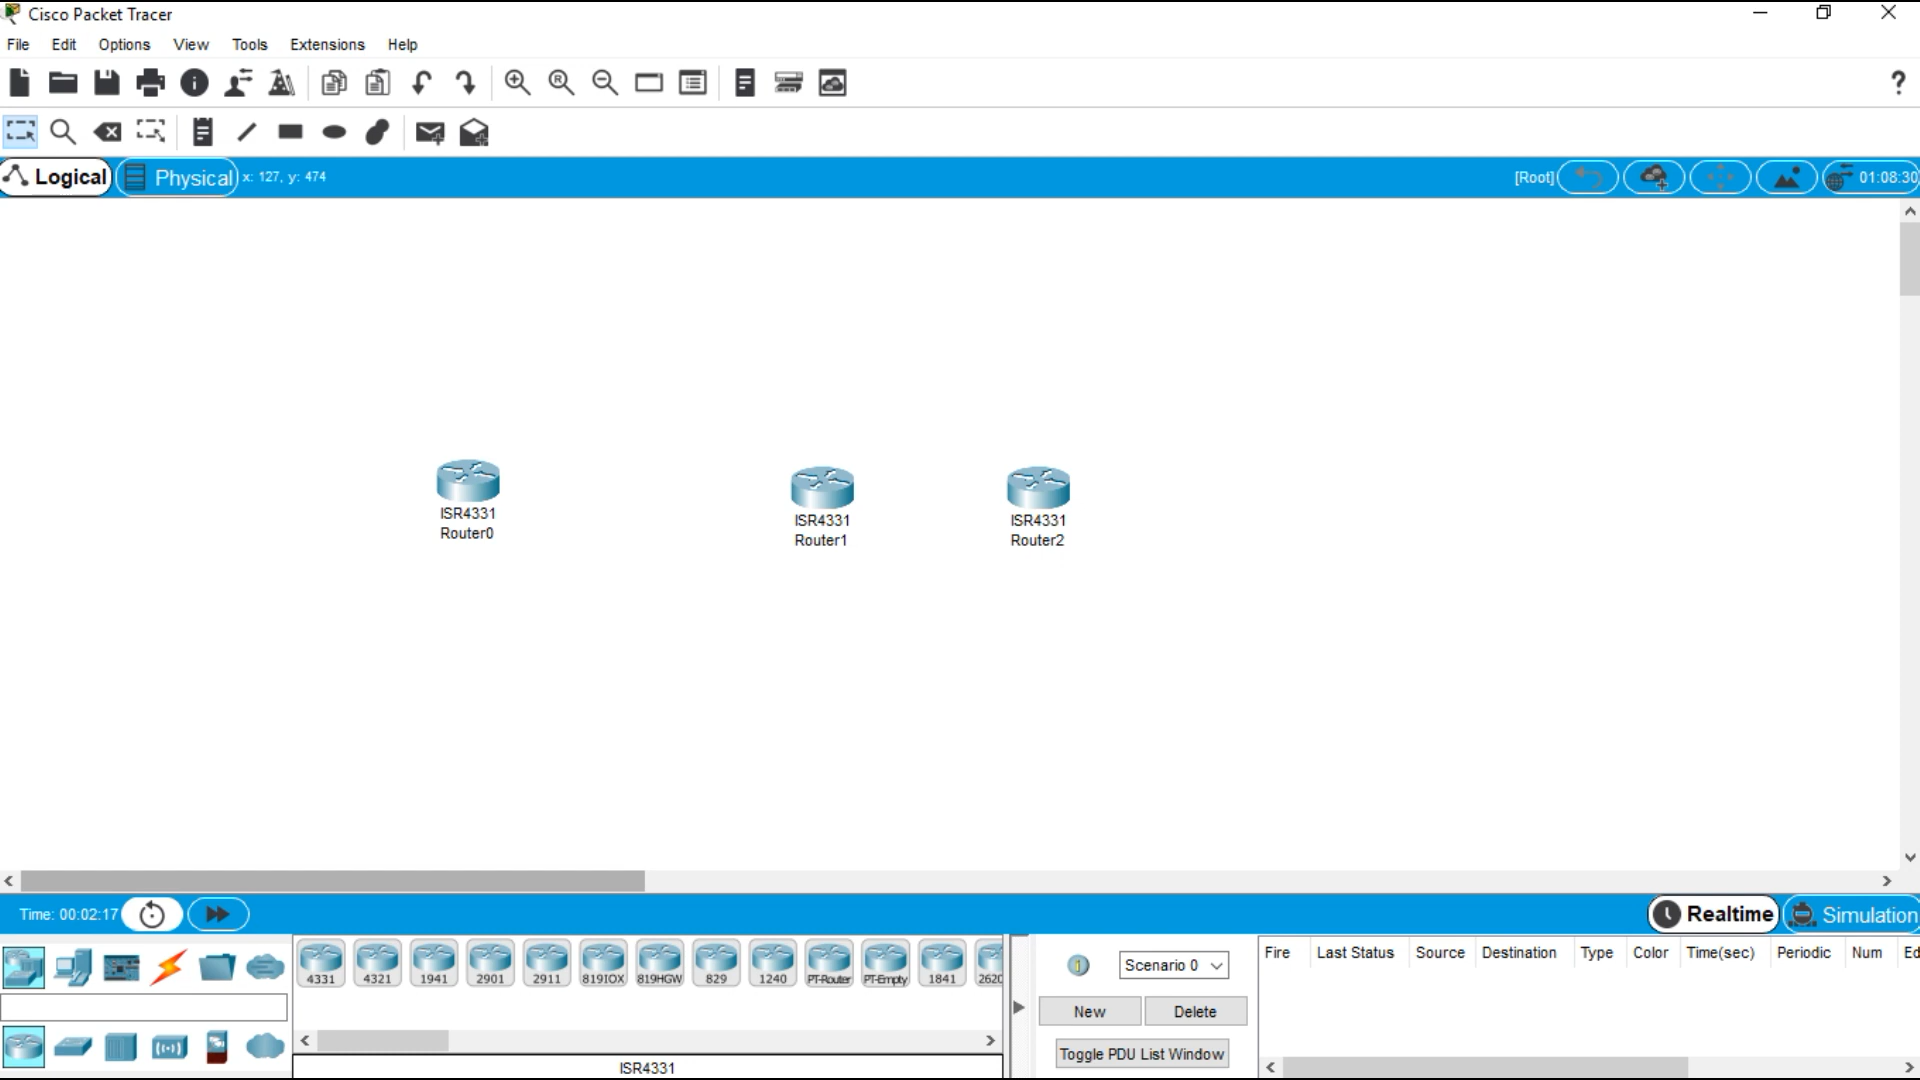 Cisco Packet Tracer
File Edit Options View Tools Extensions Help
Logical Physical x: 127, y: 474 [Root] 01:08:30
ISR4331
Router0
ISR4331
Router1
ISR4331
Router2
Time: 00:02:17 Realtime Simulation
4331 4321 1941 2901 2911 819IOX 819HGW 829 1240 PT-Router PT-Empty 1841 2620
ISR4331
Scenario 0
New Delete
Toggle PDU List Window
Fire Last Status Source Destination Type Color Time(sec) Periodic Num Ed